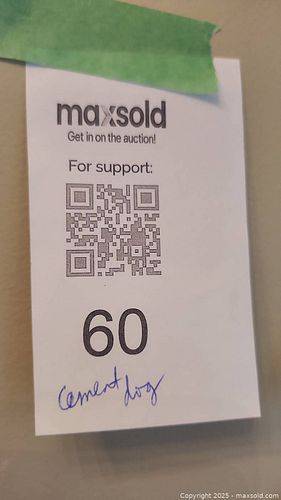 maxsold
Get in on the auction!
For support:
60
cement dog
Copyright 2025 - maxsold.com